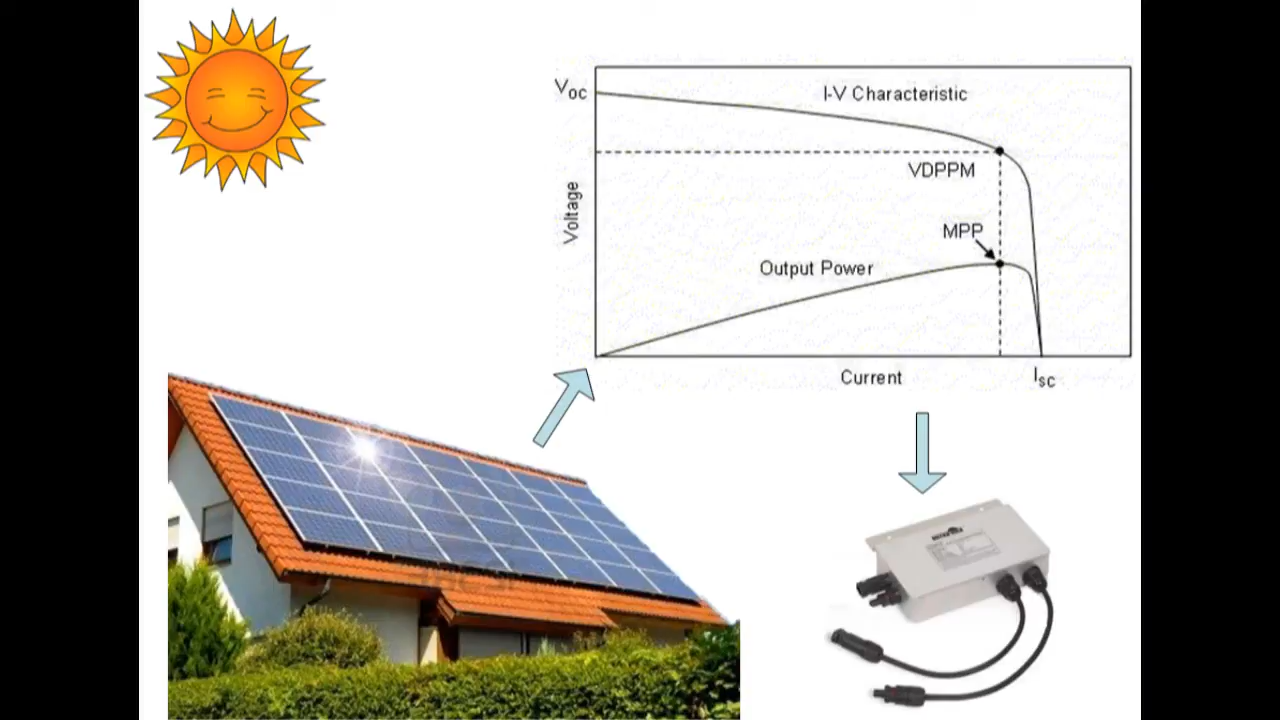 Voc
I-V Characteristic
VDPPM
Voltage
MPP
Output Power
Current
Isc